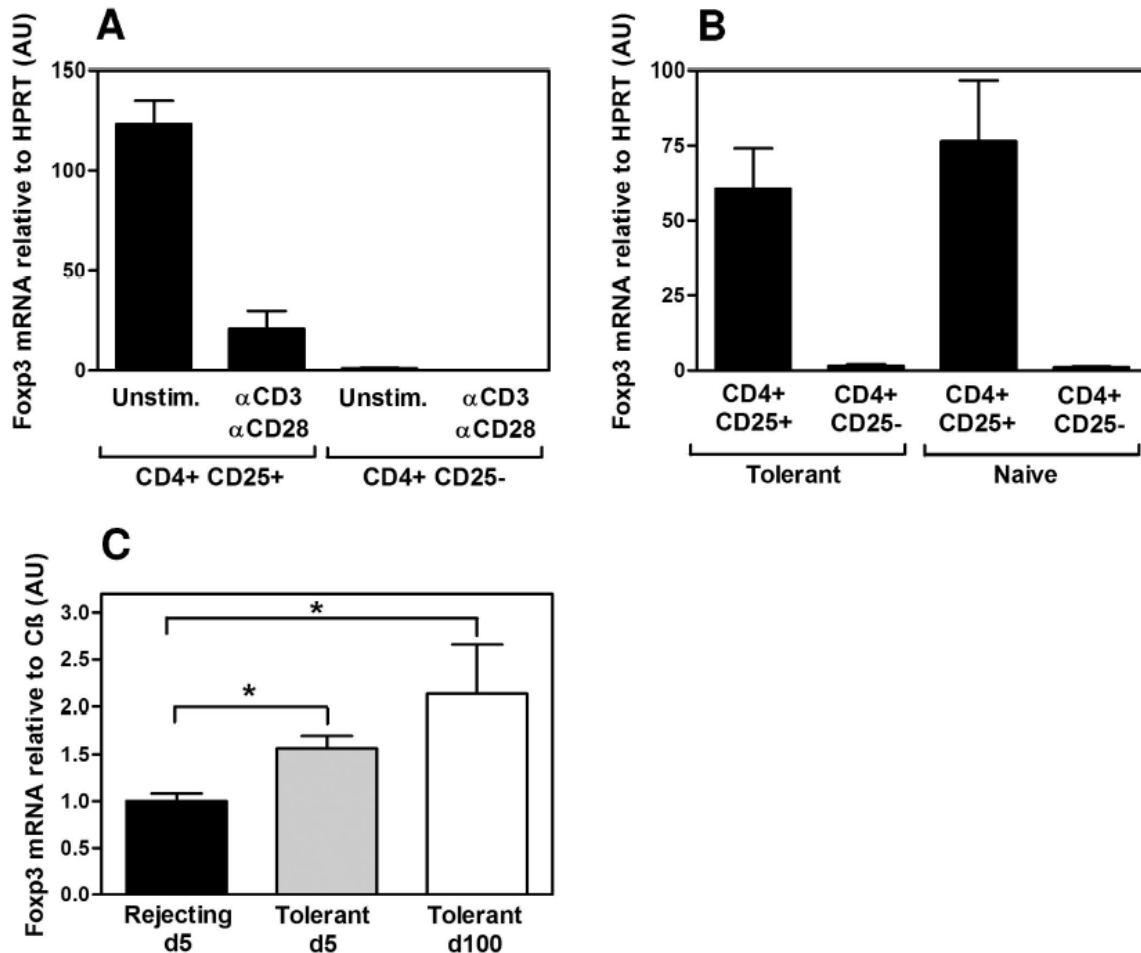 A
Foxp3 mRNA relative to HPRT (AU)
150
100
50
0
Unstim.
αCD3
αCD28
Unstim.
αCD3
αCD28
CD4+ CD25+
CD4+ CD25-
B
Foxp3 mRNA relative to HPRT (AU)
100
75
50
25
0
CD4+
CD25+
CD4+
CD25-
CD4+
CD25+
CD4+
CD25-
Tolerant
Naive
C
Foxp3 mRNA relative to Cß (AU)
3.0
2.5
2.0
1.5
1.0
0.5
0.0
*
*
Rejecting
d5
Tolerant
d5
Tolerant
d100